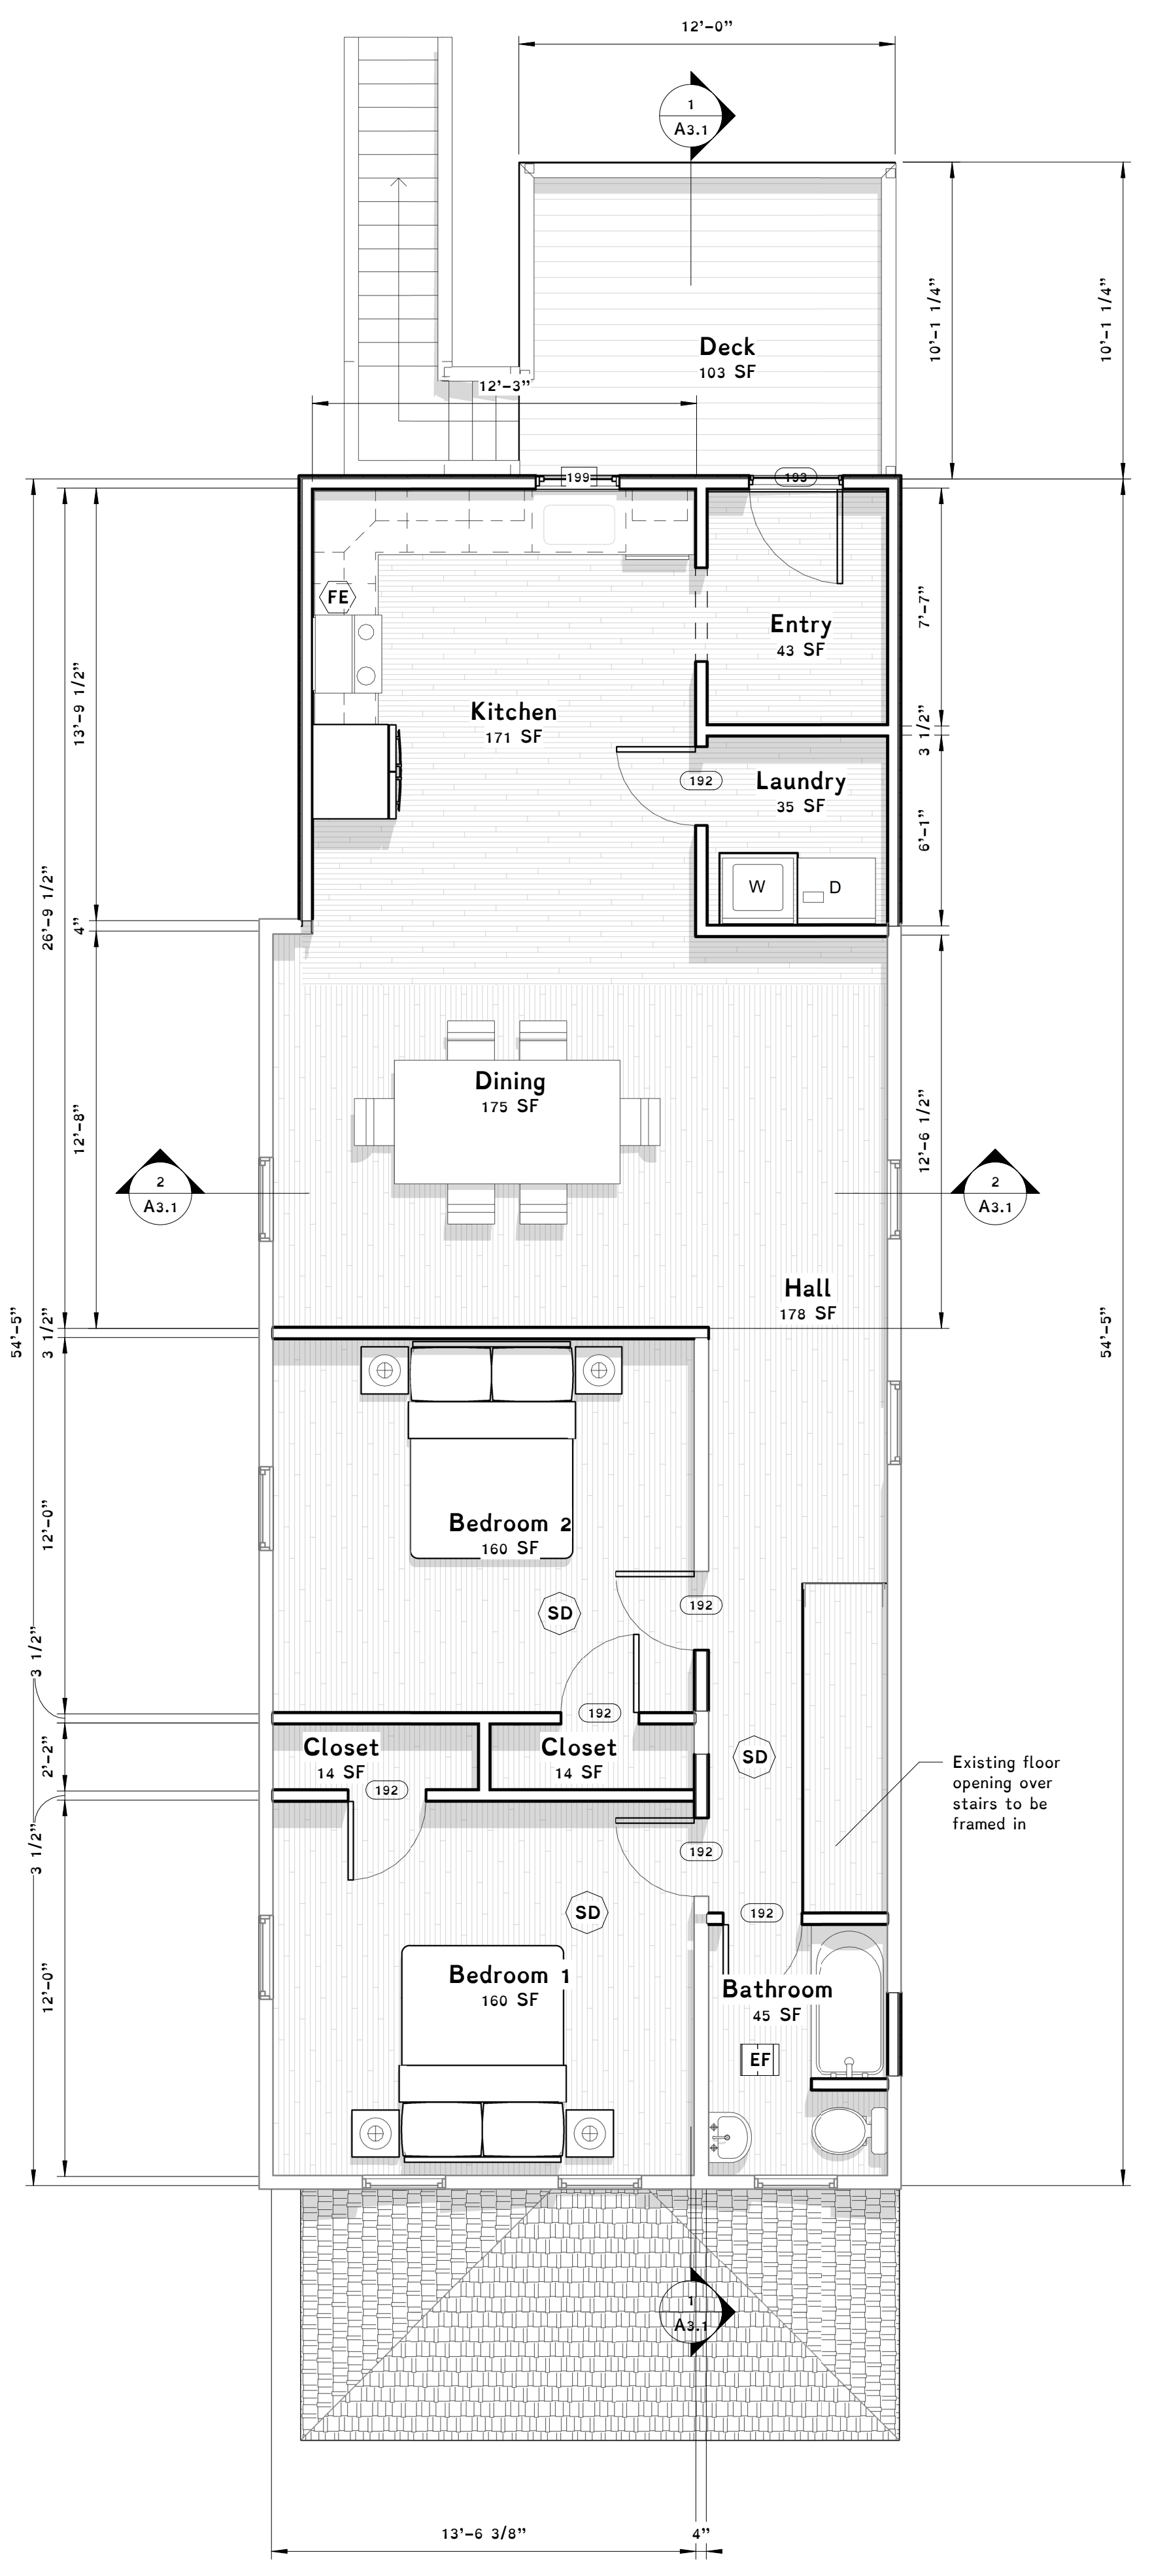 12'-0"
1
A3.1
10'-1 1/4"
10'-1 1/4"
Deck
103 SF
12'-3"
199
193
FE
Entry
43 SF
7'-7"
13'-9 1/2"
Kitchen
171 SF
3 1/2"
192
Laundry
35 SF
6'-1"
W
D
26'-9 1/2"
4"
Dining
175 SF
12'-8"
12'-6 1/2"
2
A3.1
2
A3.1
Hall
178 SF
54'-5"
3 1/2"
54'-5"
12'-0"
Bedroom 2
160 SF
SD
192
3 1/2"
192
Closet
14 SF
Closet
14 SF
2'-2"
SD
192
Existing floor
opening over
stairs to be
framed in
3 1/2"
192
SD
192
12'-0"
Bedroom 1
160 SF
Bathroom
45 SF
EF
1
A3.1
13'-6 3/8"
4"